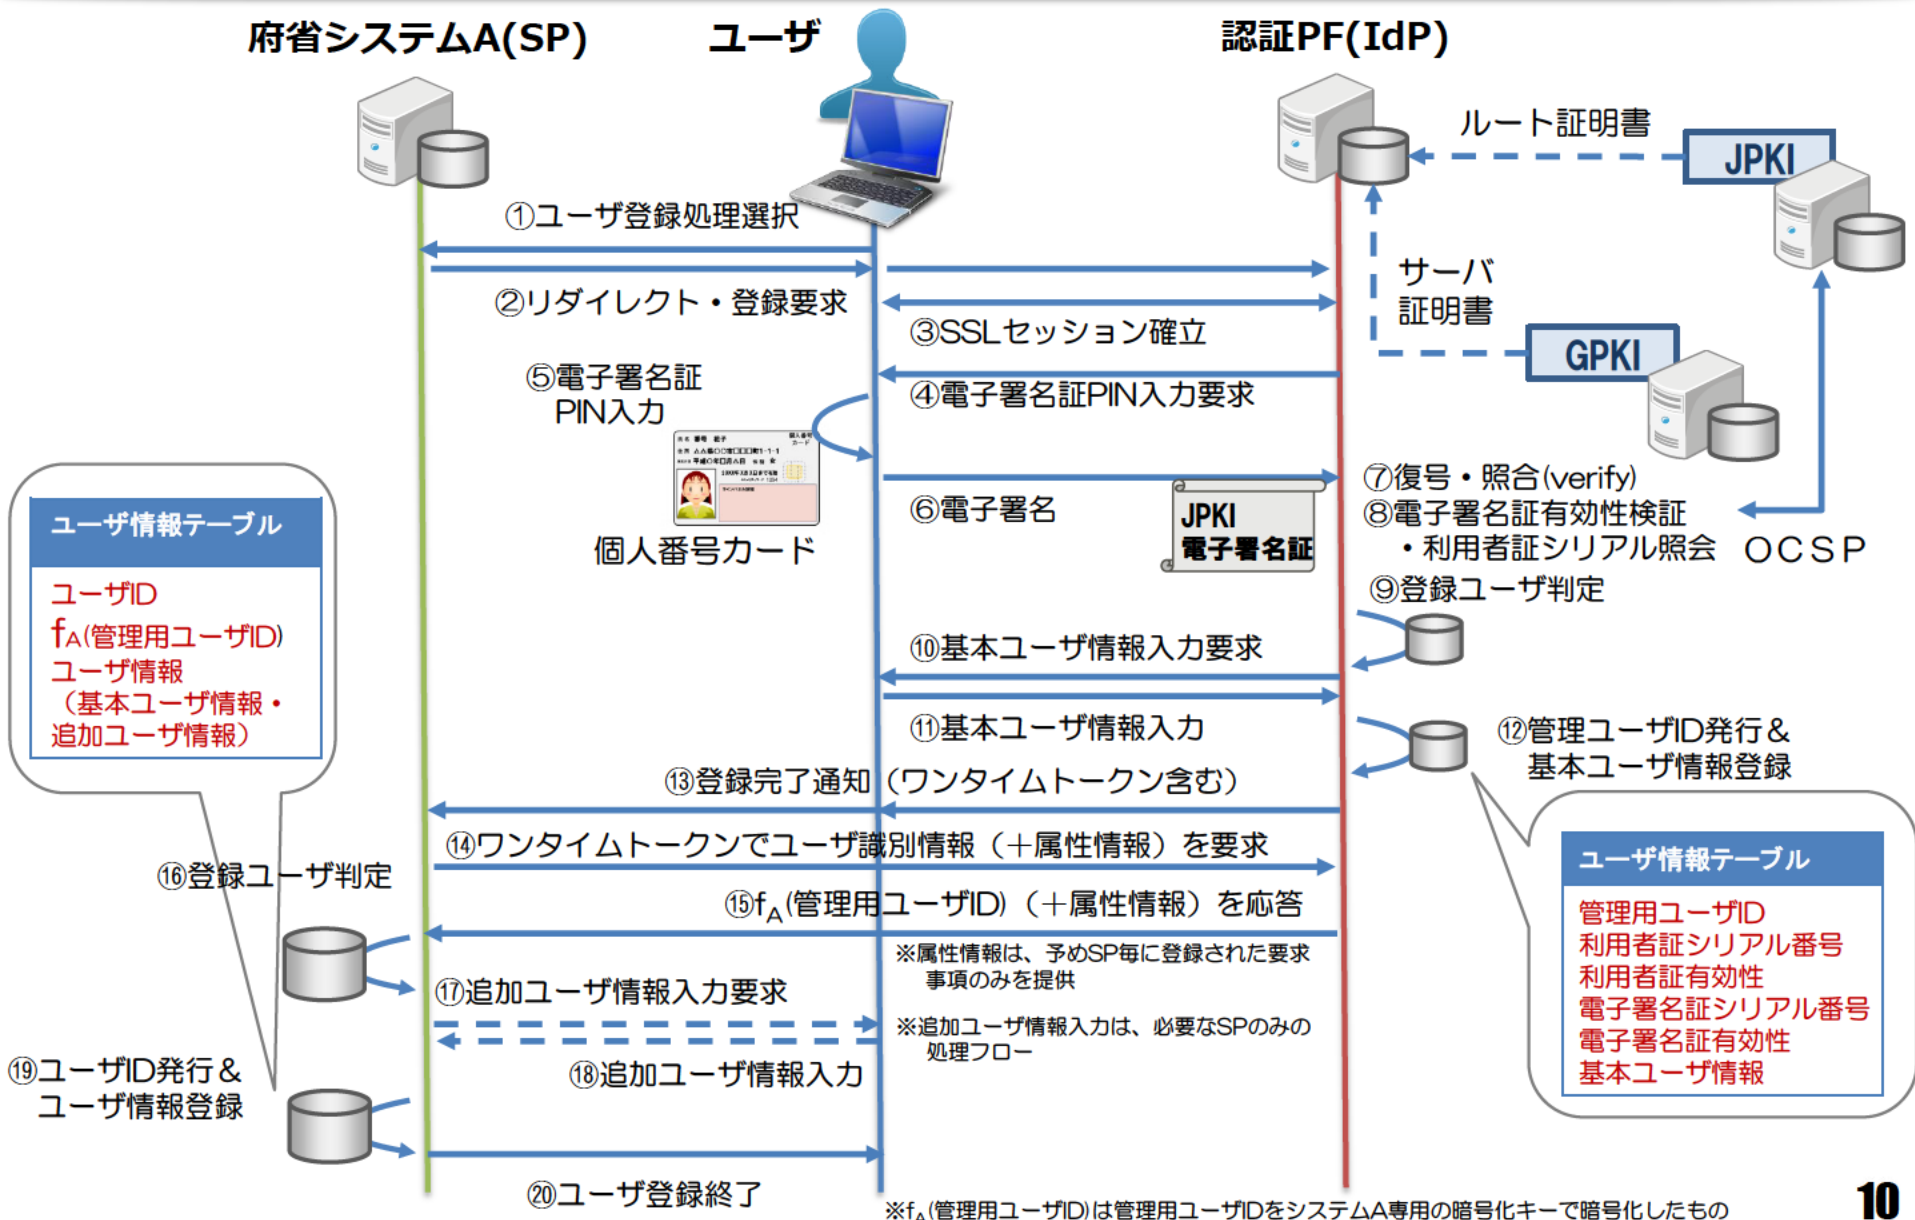 府省システムA(SP)
ユーザ
認証PF(IdP)
ルート証明書
JPKI
①ユーザ登録処理選択
サーバ
証明書
②リダイレクト・登録要求
③SSLセッション確立
GPKI
⑤電子署名証
PIN入力
④電子署名証PIN入力要求
個人番号カード
⑥電子署名
JPKI
電子署名証
⑦復号・照合(verify)
⑧電子署名証有効性検証
・利用者証シリアル照会
OCSP
⑨登録ユーザ判定
ユーザ情報テーブル
ユーザID
fA(管理用ユーザID)
ユーザ情報
（基本ユーザ情報・
追加ユーザ情報）
⑩基本ユーザ情報入力要求
⑪基本ユーザ情報入力
⑫管理ユーザID発行＆
基本ユーザ情報登録
⑬登録完了通知（ワンタイムトークン含む）
⑭ワンタイムトークンでユーザ識別情報（＋属性情報）を要求
⑯登録ユーザ判定
⑮fA(管理用ユーザID)（＋属性情報）を応答
※属性情報は、予めSP毎に登録された要求
事項のみを提供
⑰追加ユーザ情報入力要求
※追加ユーザ情報入力は、必要なSPのみの
処理フロー
⑱追加ユーザ情報入力
⑲ユーザID発行＆
ユーザ情報登録
ユーザ情報テーブル
管理用ユーザID
利用者証シリアル番号
利用者証有効性
電子署名証シリアル番号
電子署名証有効性
基本ユーザ情報
⑳ユーザ登録終了
※fA(管理用ユーザID)は管理用ユーザIDをシステムA専用の暗号化キーで暗号化したもの
10